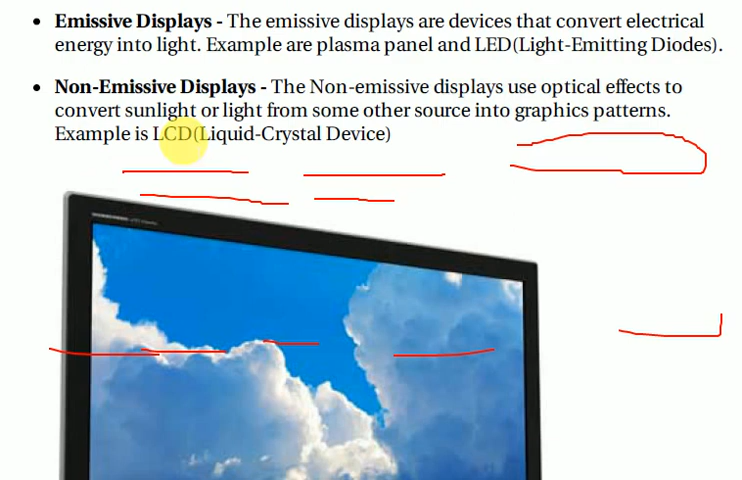 • Emissive Displays - The emissive displays are devices that convert electrical
energy into light. Example are plasma panel and LED(Light-Emitting Diodes).
• Non-Emissive Displays - The Non-emissive displays use optical effects to
convert sunlight or light from some other source into graphics patterns.
Example is LCD(Liquid-Crystal Device)